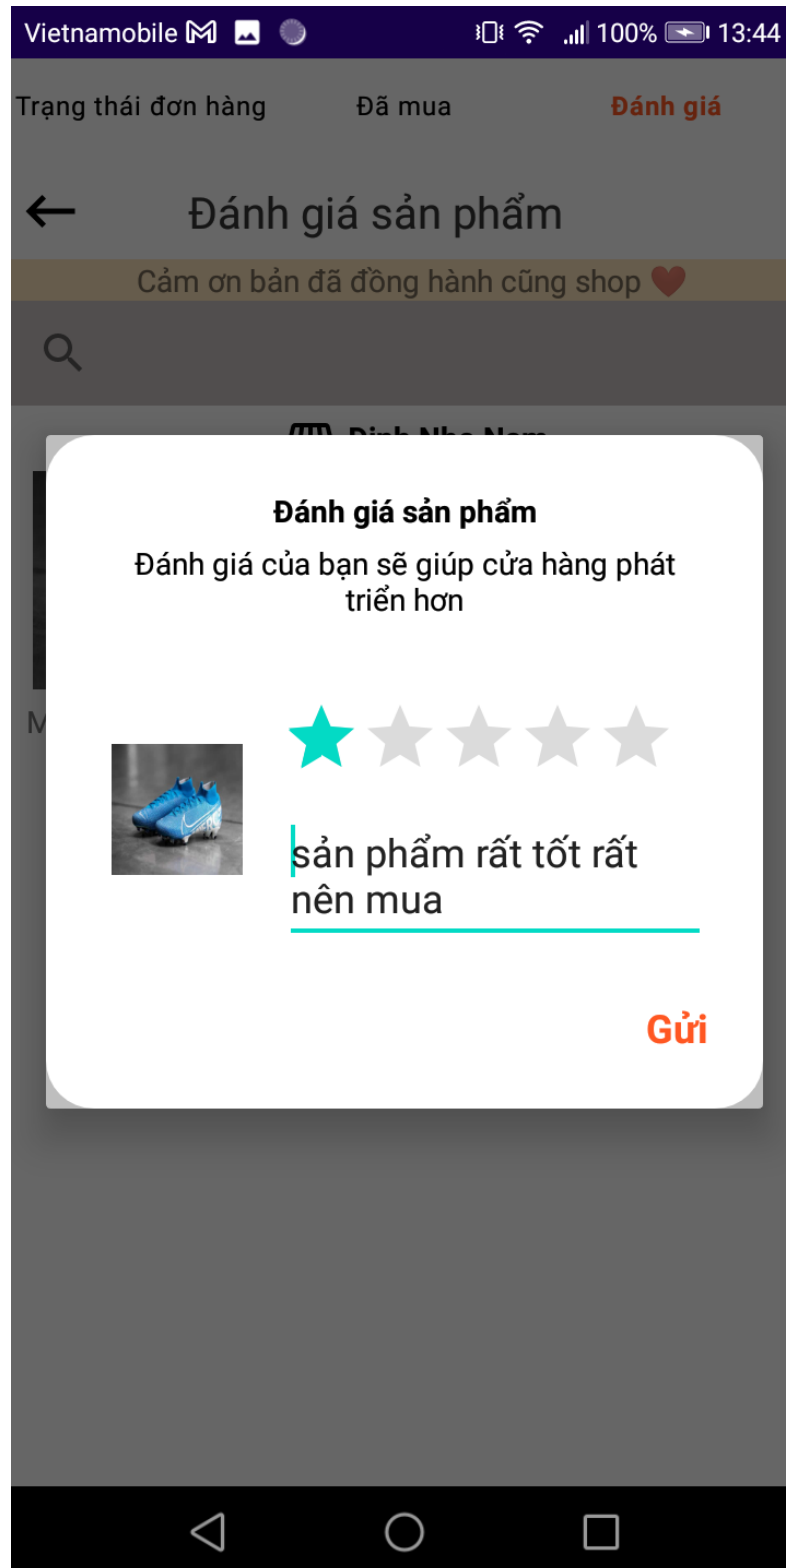 Vietnamobile 100% 13:44
Trạng thái đơn hàng Đã mua Đánh giá
Đánh giá sản phẩm
Cảm ơn bản đã đồng hành cũng shop ❤️
Đánh giá sản phẩm
Đánh giá của bạn sẽ giúp cửa hàng phát
triển hơn
sản phẩm rất tốt rất
nên mua
Gửi